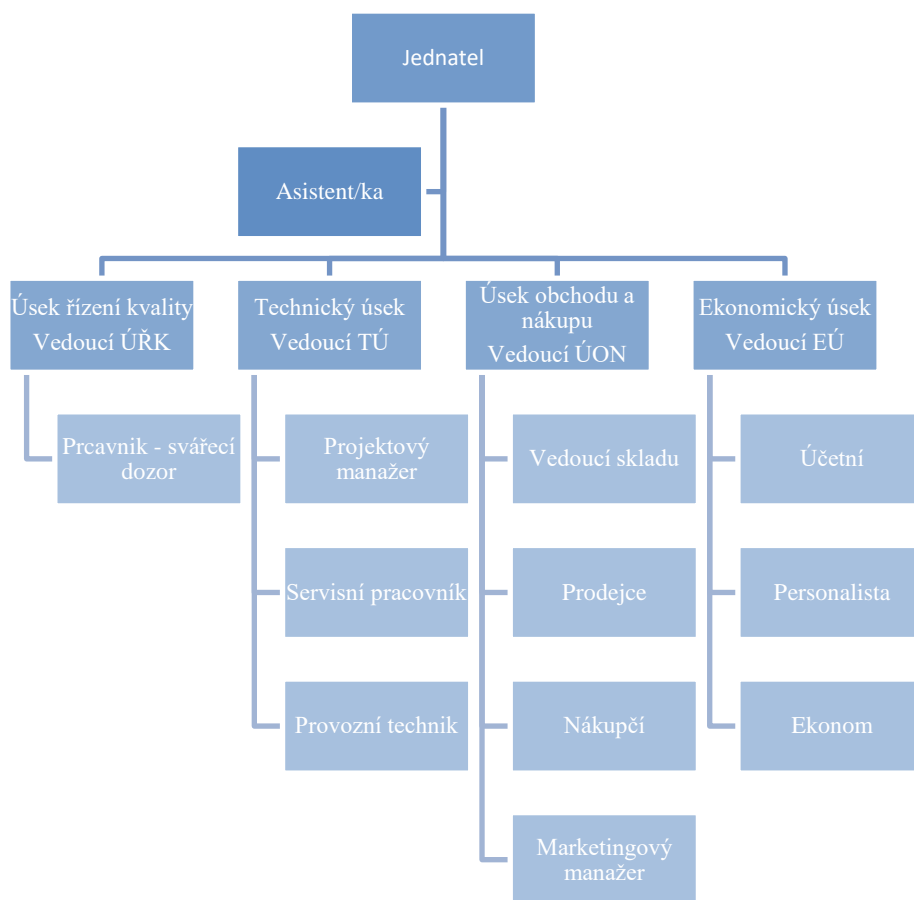 Jednatel
Asistent/ka
Úsek řízení kvality
Vedoucí ÚŘK
Technický úsek
Vedoucí TÚ
Úsek obchodu a
nákupu
Vedoucí ÚON
Ekonomický úsek
Vedoucí EÚ
Prcavnik - svářecí
dozor
Projektový
manažer
Vedoucí skladu
Účetní
Servisní pracovník
Prodejce
Personalista
Provozní technik
Nákupčí
Ekonom
Marketingový
manažer